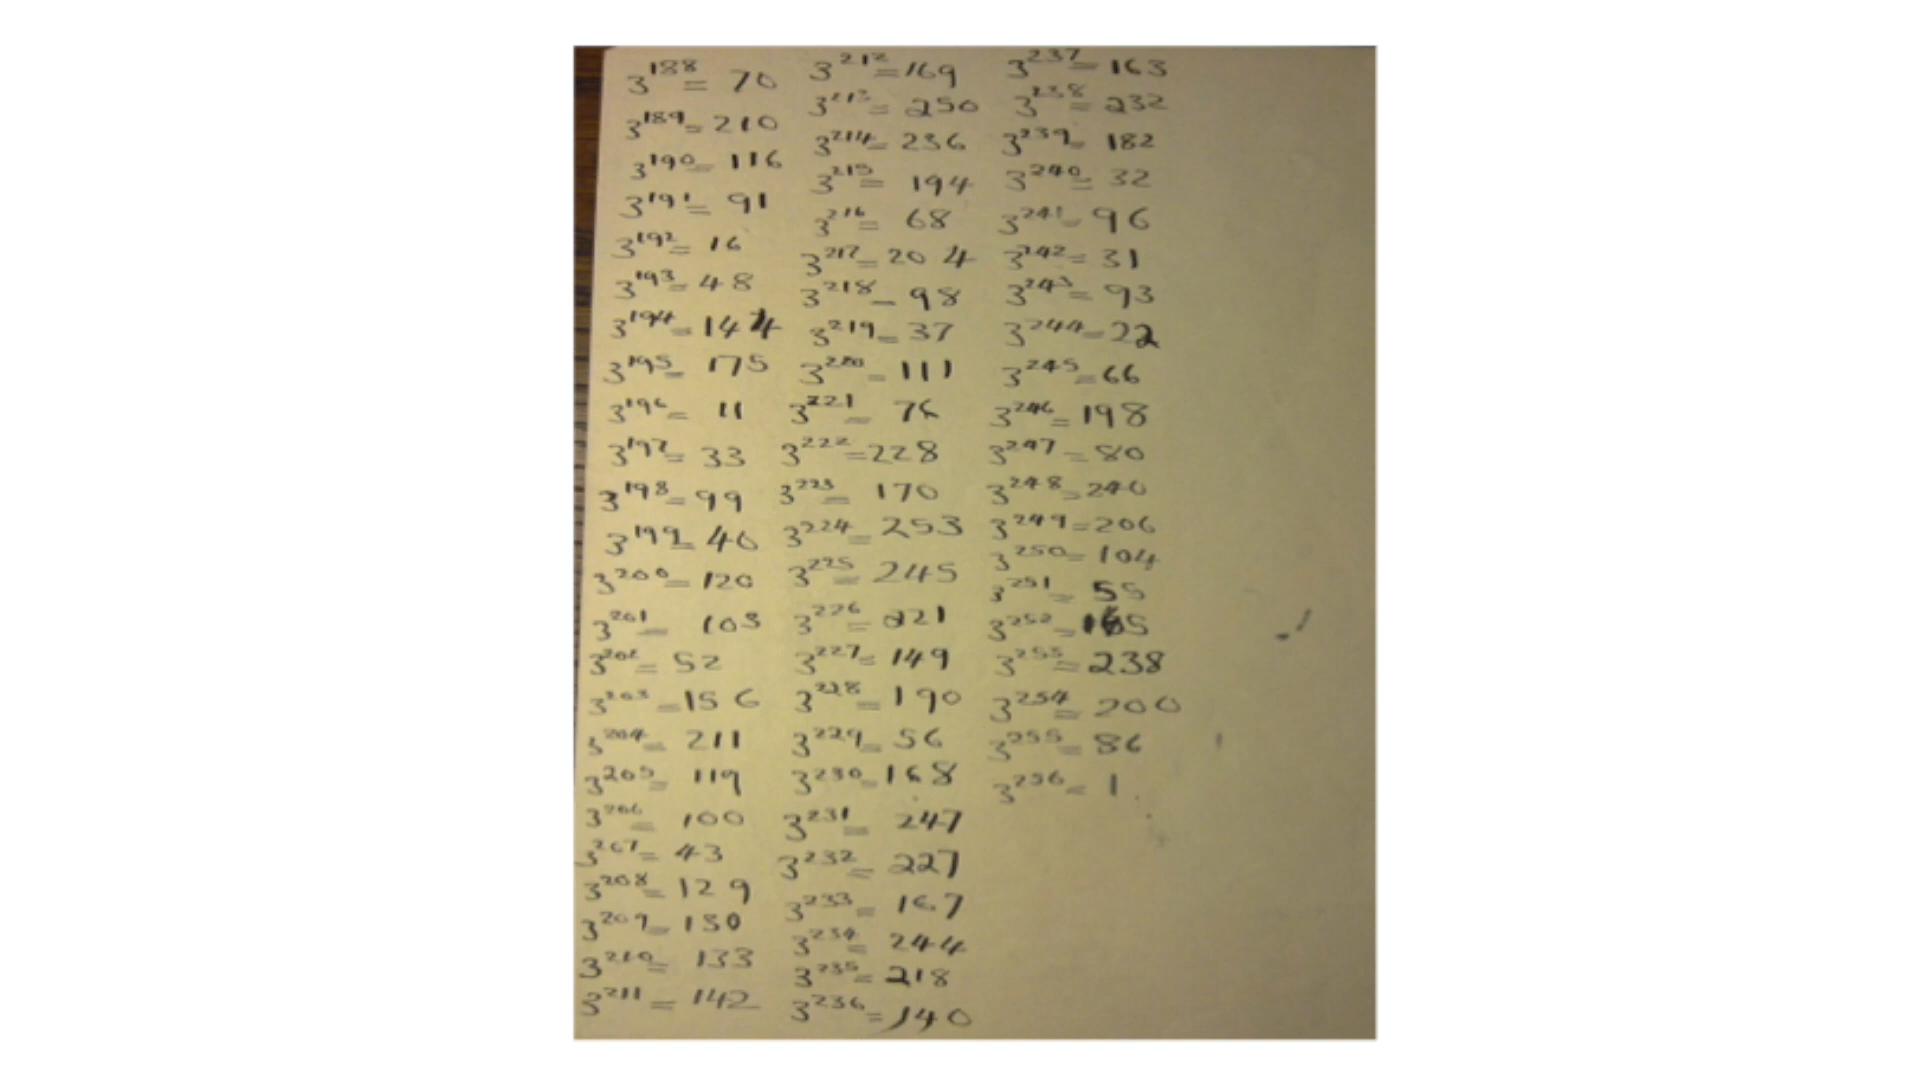 3¹⁸⁸ = 70
3¹⁸⁹ = 210
3¹⁹⁰ = 116
3¹⁹¹ = 91
3¹⁹² = 16
3¹⁹³ = 48
3¹⁹⁴ = 144
3¹⁹⁵ = 175
3¹⁹⁶ = 11
3¹⁹⁷ = 33
3¹⁹⁸ = 99
3¹⁹⁹ = 40
3²⁰⁰ = 120
3²⁰¹ = 103
3²⁰² = 52
3²⁰³ = 156
3²⁰⁴ = 211
3²⁰⁵ = 119
3²⁰⁶ = 100
3²⁰⁷ = 43
3²⁰⁸ = 129
3²⁰⁹ = 130
3²¹⁰ = 133
3²¹¹ = 142
3²¹² = 169
3²¹³ = 250
3²¹⁴ = 236
3²¹⁵ = 194
3²¹⁶ = 68
3²¹⁷ = 204
3²¹⁸ = 98
3²¹⁹ = 37
3²²⁰ = 111
3²²¹ = 76
3²²² = 228
3²²³ = 170
3²²⁴ = 253
3²²⁵ = 245
3²²⁶ = 221
3²²⁷ = 149
3²²⁸ = 190
3²²⁹ = 56
3²³⁰ = 168
3²³¹ = 247
3²³² = 227
3²³³ = 167
3²³⁴ = 244
3²³⁵ = 218
3²³⁶ = 140
3²³⁷ = 163
3²³⁸ = 232
3²³⁹ = 182
3²⁴⁰ = 32
3²⁴¹ = 96
3²⁴² = 31
3²⁴³ = 93
3²⁴⁴ = 22
3²⁴⁵ = 66
3²⁴⁶ = 198
3²⁴⁷ = 80
3²⁴⁸ = 240
3²⁴⁹ = 206
3²⁵⁰ = 104
3²⁵¹ = 55
3²⁵² = 165
3²⁵³ = 238
3²⁵⁴ = 200
3²⁵⁵ = 86
3²⁵⁶ = 1